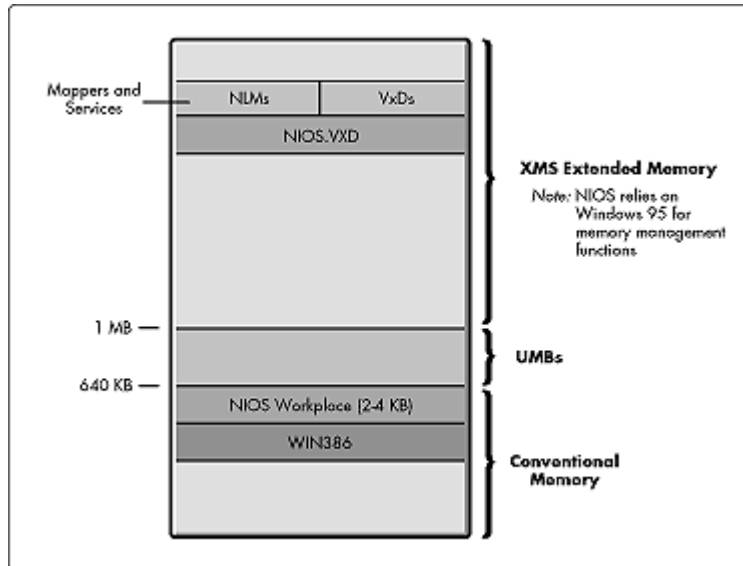 Mappers and
Services
NLMs
VxDs
NIOS.VXD
XMS Extended Memory
Note: NIOS relies on
Windows 95 for
memory management
functions
1 MB
UMBs
640 KB
NIOS Workplace (2-4 KB)
WIN386
Conventional
Memory